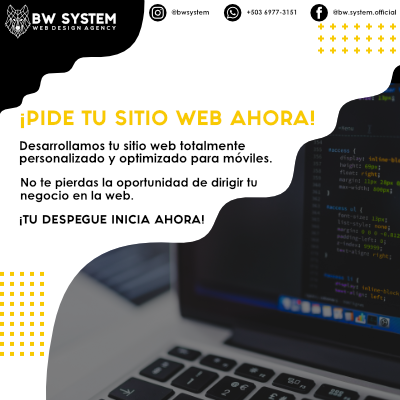 BW SYSTEM
WEB DESIGN AGENCY
@bwsystem
+503 6977-3151
@bw.system.official
¡PIDE TU SITIO WEB AHORA!
Desarrollamos tu sitio web totalmente
personalizado y optimizado para móviles.
No te pierdas la oportunidad de dirigir tu
negocio en la web.
¡TU DESPEGUE INICIA AHORA!